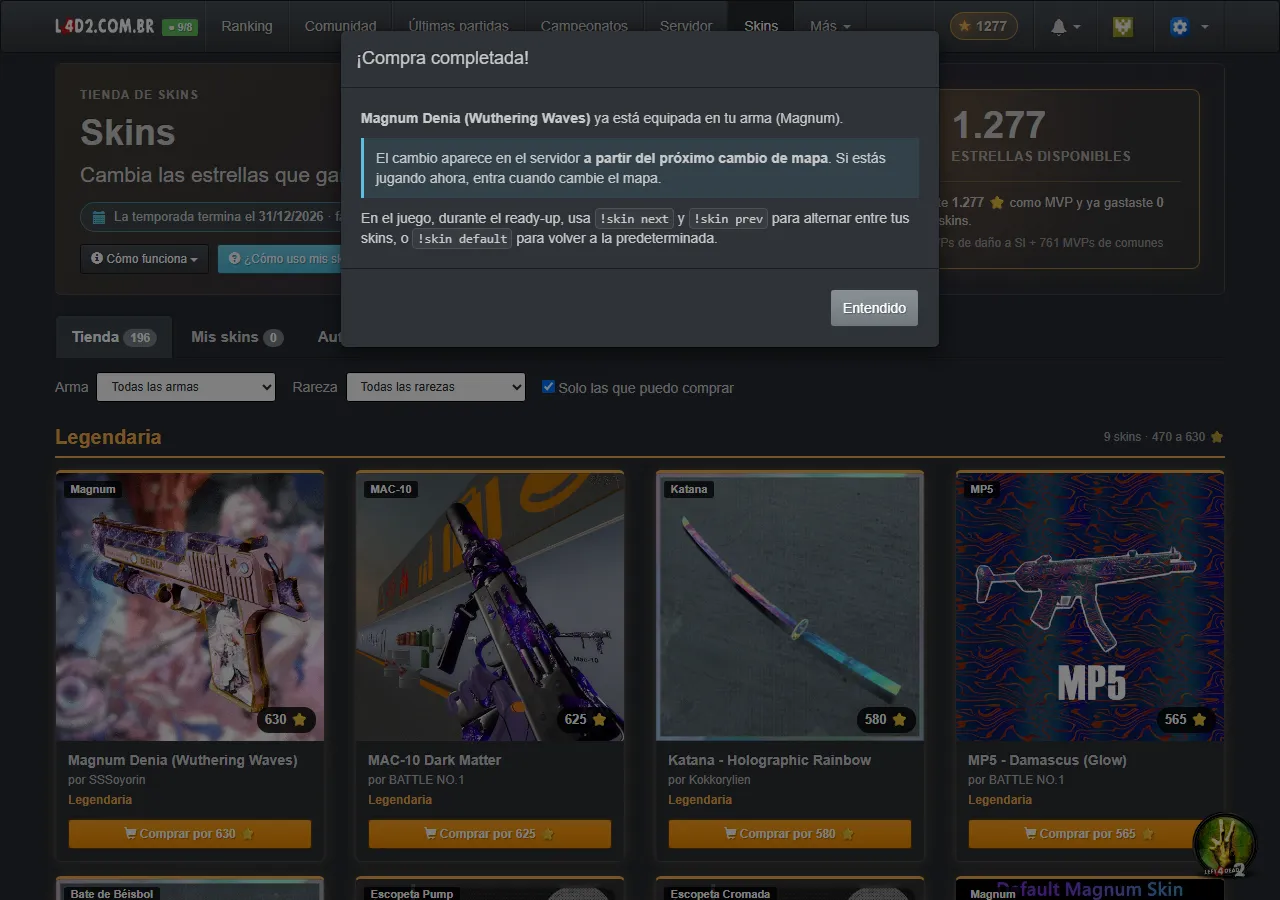 L4D2.COM.BR
9/8
Ranking
Comunidad
Últimas partidas
Campeonatos
Servidor
Skins
Más
1277
¡Compra completada!
Magnum Denia (Wuthering Waves) ya está equipada en tu arma (Magnum).
El cambio aparece en el servidor a partir del próximo cambio de mapa. Si estás
jugando ahora, entra cuando cambie el mapa.
En el juego, durante el ready-up, usa !skin next y !skin prev para alternar entre tus
skins, o !skin default para volver a la predeterminada.
Entendido
TIENDA DE SKINS
Skins
Cambia las estrellas que
La temporada termina el 31/12/2026 ·
Cómo funciona
¿Cómo uso mis
1.277
ESTRELLAS DISPONIBLES
1.277 como MVP y ya gastaste 0
skins.
de daño a SI + 761 MVPs de comunes
Tienda 196
Mis skins 0
Arma
Todas las armas
Rareza
Todas las rarezas
Solo las que puedo comprar
Legendaria
9 skins · 470 a 630
Magnum
DENIA
630
Magnum Denia (Wuthering Waves)
por SSSoyorin
Legendaria
Comprar por 630
MAC-10
MAC-10
625
MAC-10 Dark Matter
por BATTLE NO.1
Legendaria
Comprar por 625
Katana
580
Katana - Holographic Rainbow
por Kokkorylien
Legendaria
Comprar por 580
MP5
MP5
565
MP5 - Damascus (Glow)
por BATTLE NO.1
Legendaria
Comprar por 565
LEFT4DEAD2
Bate de Béisbol
Escopeta Pump
Escopeta Cromada
Magnum
Default Magnum Skin